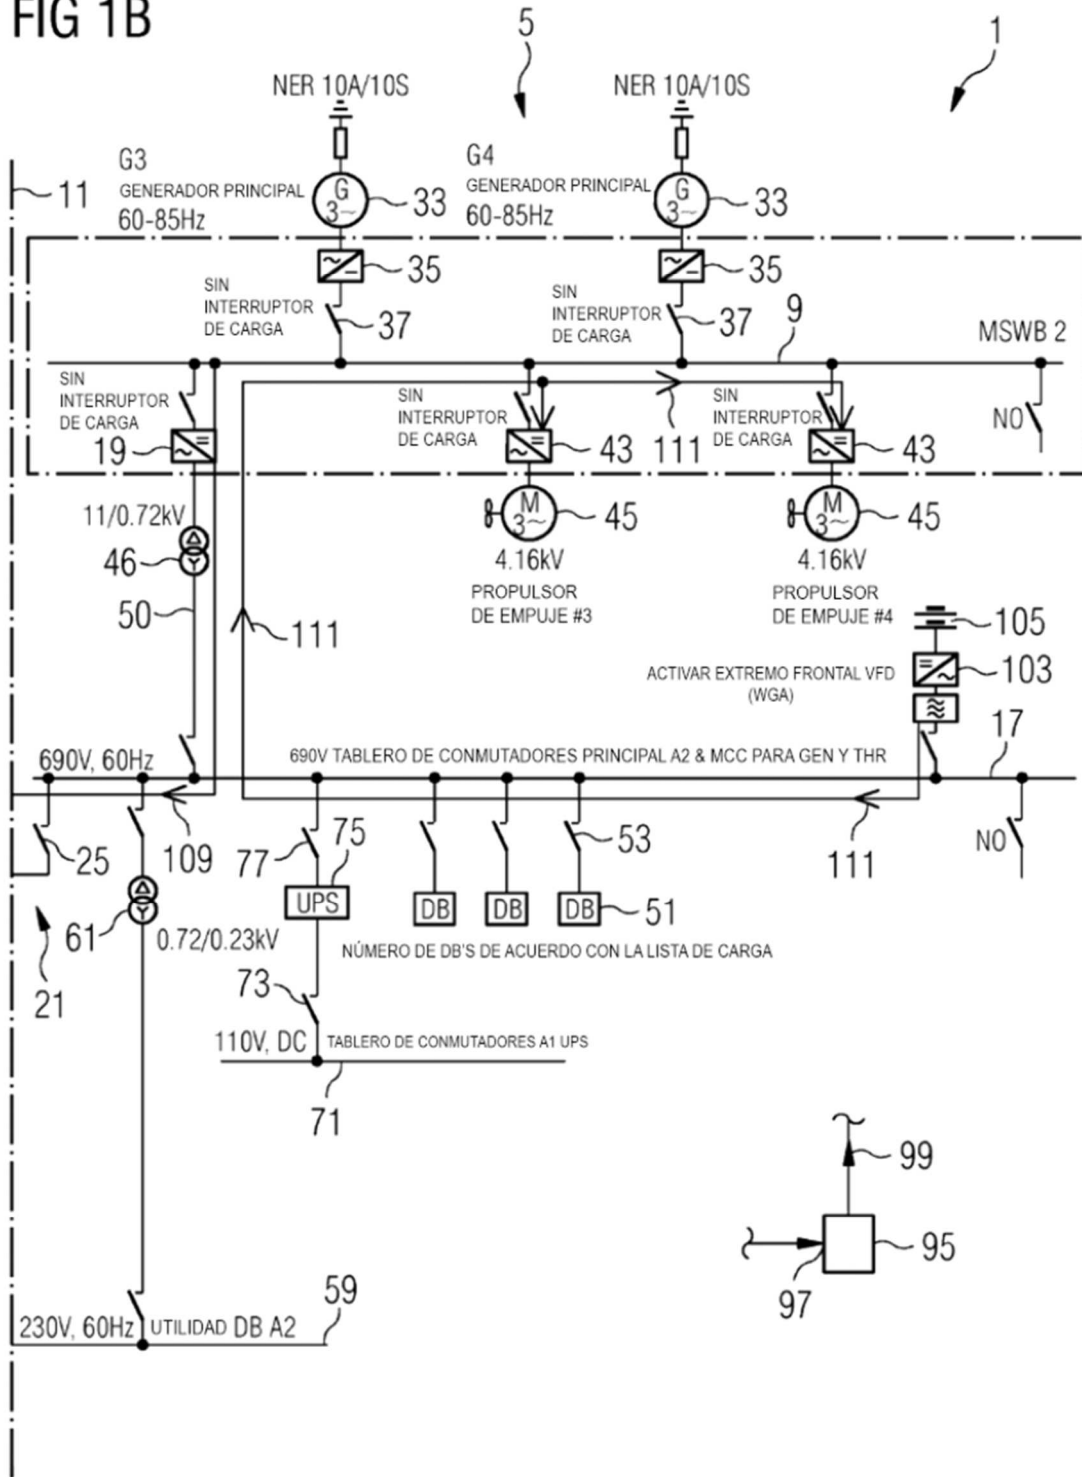 FIG 1B
5
1
NER 10A/10S
NER 10A/10S
G3
GENERADOR PRINCIPAL
60-85Hz
G
3~
33
G4
GENERADOR PRINCIPAL
60-85Hz
G
3~
33
11
35
35
SIN
INTERRUPTOR
DE CARGA
37
SIN
INTERRUPTOR
DE CARGA
37
9
MSWB 2
SIN
INTERRUPTOR
DE CARGA
19
SIN
INTERRUPTOR
DE CARGA
43
111
SIN
INTERRUPTOR
DE CARGA
43
NO
11/0.72kV
46
50
M
3~
45
4.16kV
PROPULSOR
DE EMPUJE #3
M
3~
45
4.16kV
PROPULSOR
DE EMPUJE #4
111
105
ACTIVAR EXTREMO FRONTAL VFD
(WGA)
103
17
690V, 60Hz
690V TABLERO DE CONMUTADORES PRINCIPAL A2 & MCC PARA GEN Y THR
25
109
77
75
53
111
NO
UPS
DB
DB
DB
51
61
0.72/0.23kV
NÚMERO DE DB'S DE ACUERDO CON LA LISTA DE CARGA
21
73
110V, DC
TABLERO DE CONMUTADORES A1 UPS
71
99
95
97
59
230V, 60Hz
UTILIDAD DB A2